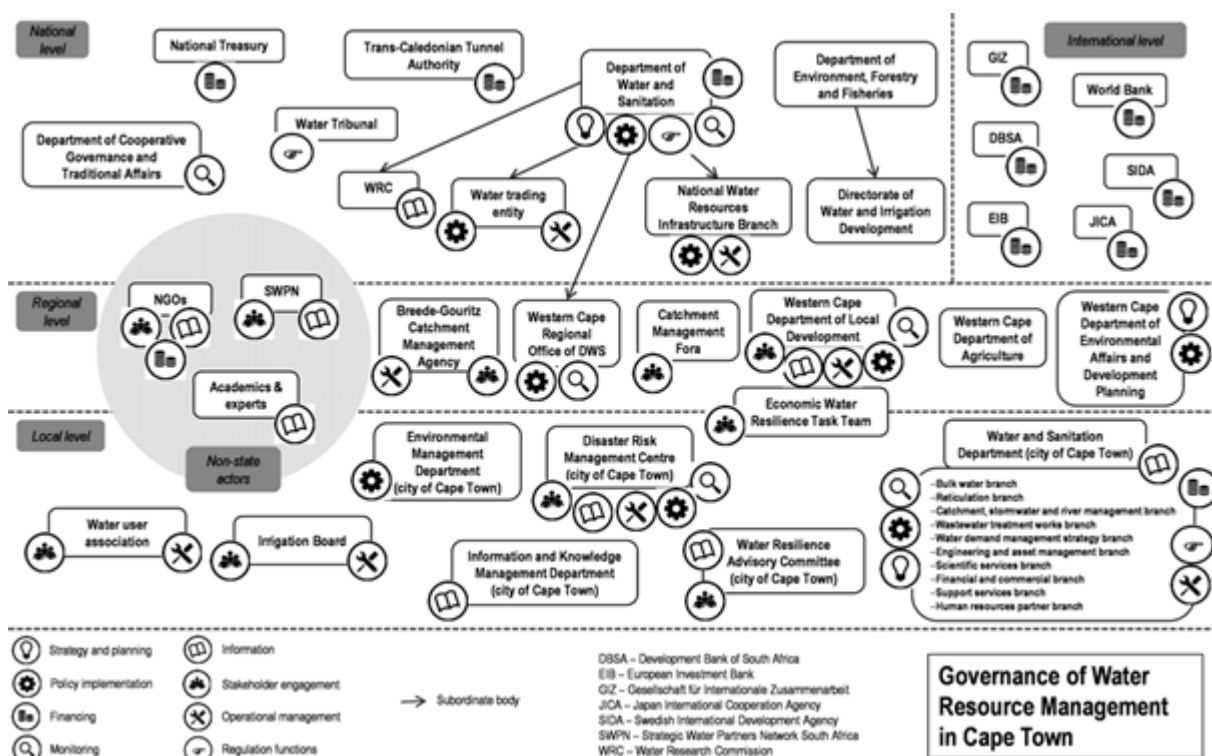 National
level
National Treasury
Trans-Caledonian Tunnel
Authority
Department of
Water and
Sanitation
Department of
Environment, Forestry
and Fisheries
International level
GIZ
World Bank
DBSA
SIDA
EIB
JICA
Water Tribunal
Department of Cooperative
Governance and
Traditional Affairs
WRC
Water trading
entity
National Water
Resources
Infrastructure Branch
Directorate of
Water and Irrigation
Development
Regional
level
NGOs
SWPN
Academics &
experts
Non-state
actors
Breede-Gouritz
Catchment
Management
Agency
Western Cape
Regional
Office of DWS
Catchment
Management
Fora
Western Cape
Department of Local
Development
Western Cape
Department of
Agriculture
Western Cape
Department of
Environmental
Affairs and
Development
Planning
Economic Water
Resilience Task Team
Local level
Environmental
Management
Department
(city of Cape Town)
Disaster Risk
Management Centre
(city of Cape Town)
Water and Sanitation
Department (city of Cape Town)
–Bulk water branch
–Reticulation branch
–Catchment, stormwater and river management branch
–Wastewater treatment works branch
–Water demand management strategy branch
–Engineering and asset management branch
–Scientific services branch
–Financial and commercial branch
–Support services branch
–Human resources partner branch
Water user
association
Irrigation Board
Information and Knowledge
Management Department
(city of Cape Town)
Water Resilience
Advisory Committee
(city of Cape Town)
Strategy and planning
Policy implementation
Financing
Monitoring
Information
Stakeholder engagement
Operational management
Regulation functions
Subordinate body
DBSA – Development Bank of South Africa
EIB – European Investment Bank
GIZ – Gesellschaft für Internationale Zusammenarbeit
JICA – Japan International Cooperation Agency
SIDA – Swedish International Development Agency
SWPN – Strategic Water Partners Network South Africa
WRC – Water Research Commission
Governance of Water
Resource Management
in Cape Town